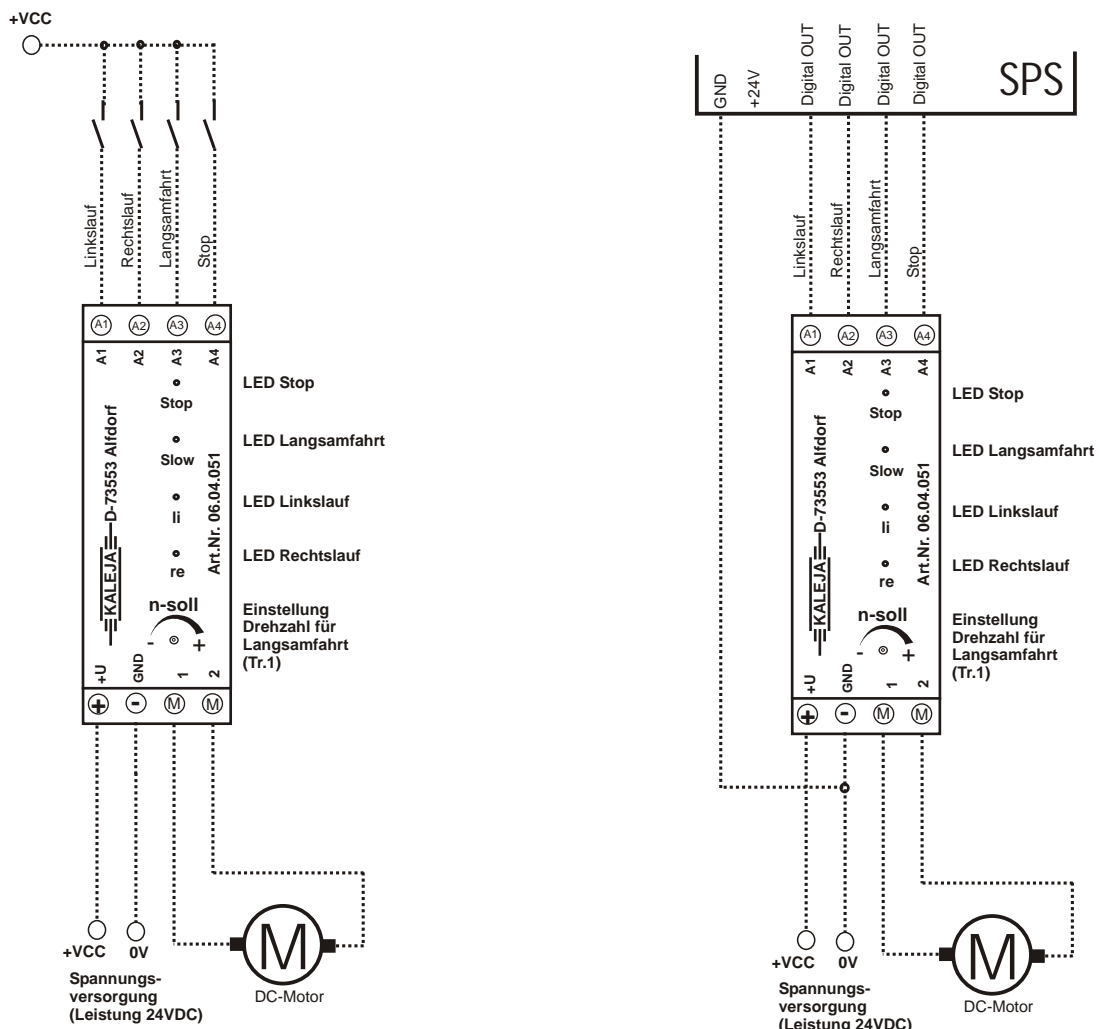 +VCC
Linkslauf
Rechtslauf
Langsamfahrt
Stop
A1 A2 A3 A4
A1 A2 A3 A4
Stop
Slow
li
re
n-soll
- +
KALEJA D-73553 Alfdorf
Art.Nr. 06.04.051
+U GND 1 2
+ - M M
LED Stop
LED Langsamfahrt
LED Linkslauf
LED Rechtslauf
Einstellung
Drehzahl für
Langsamfahrt
(Tr.1)
+VCC 0V
Spannungs-
versorgung
(Leistung 24VDC)
M
DC-Motor
SPS
GND
+24V
Digital OUT
Digital OUT
Digital OUT
Digital OUT
Linkslauf
Rechtslauf
Langsamfahrt
Stop
A1 A2 A3 A4
A1 A2 A3 A4
Stop
Slow
li
re
n-soll
- +
KALEJA D-73553 Alfdorf
Art.Nr. 06.04.051
+U GND 1 2
+ - M M
LED Stop
LED Langsamfahrt
LED Linkslauf
LED Rechtslauf
Einstellung
Drehzahl für
Langsamfahrt
(Tr.1)
+VCC 0V
Spannungs-
versorgung
(Leistung 24VDC)
M
DC-Motor